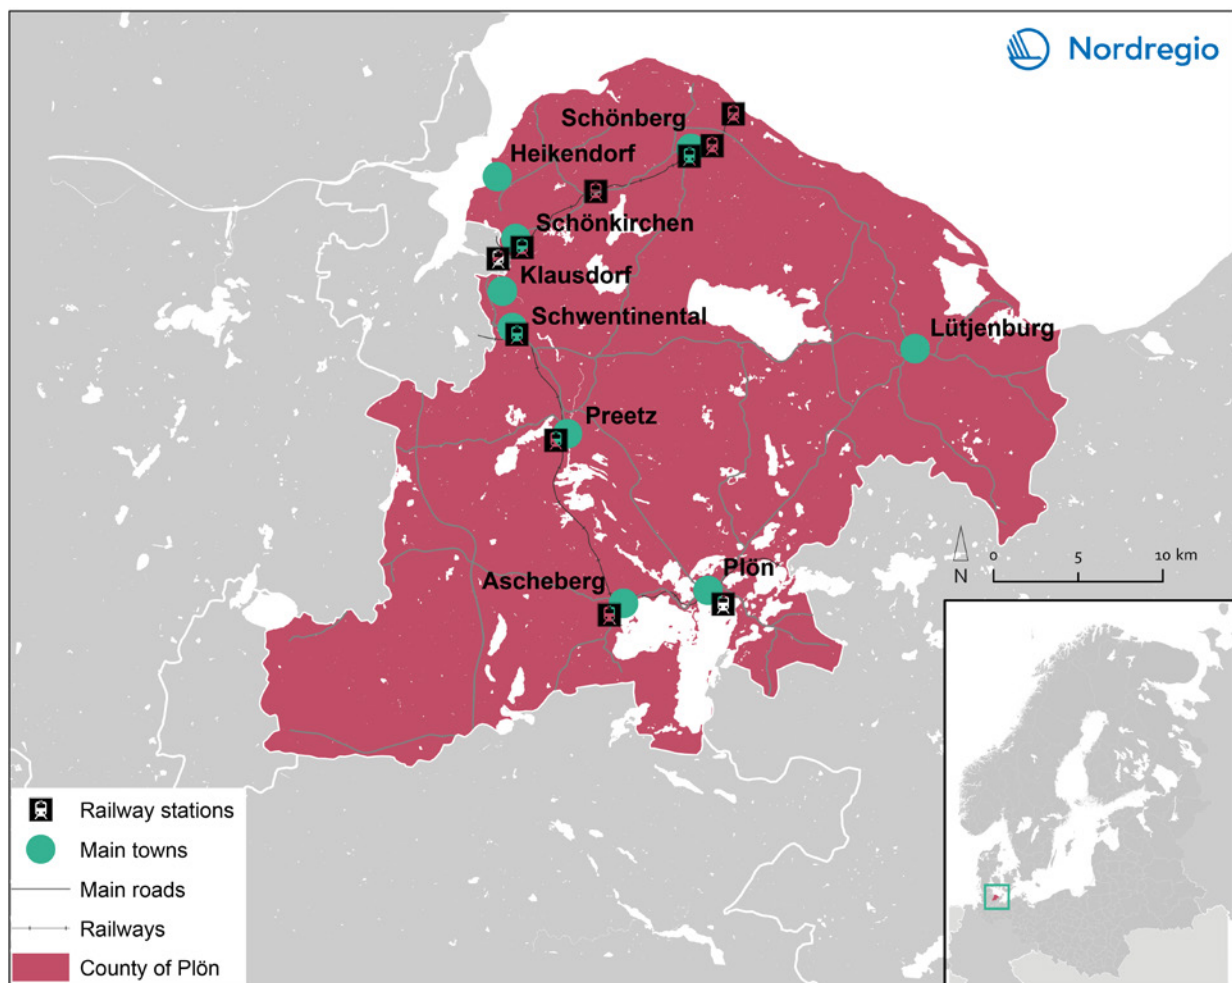 Nordregio
Schönberg
Heikendorf
Schönkirchen
Klausdorf
Schwentinental
Lütjenburg
Preetz
Plön
Ascheberg
N
0 5 10 km
Railway stations
Main towns
Main roads
Railways
County of Plön